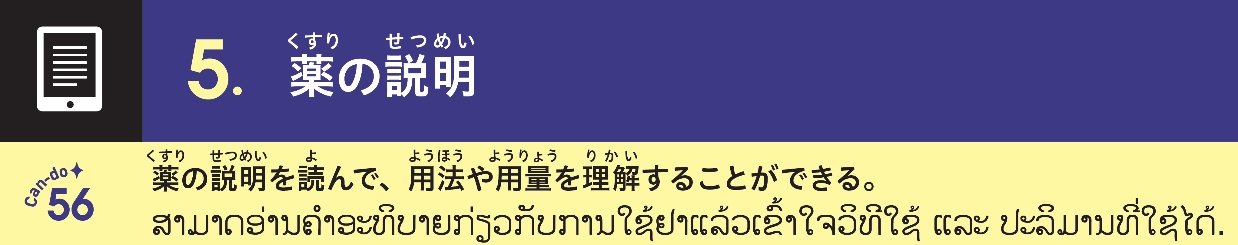 くすり せつめい
5. 薬の説明
Can-do
56
くすり せつめい よ ようほう ようりょう りかい
薬の説明を読んで、用法や用量を理解することができる。
ສາມາດອ່ານຄຳອະທິບາຍກ່ຽວກັບການໃຊ້ຢາແລ້ວເຂົ້າໃຈວິທີໃຊ້ ແລະ ປະລິມານທີ່ໃຊ້ໄດ້.